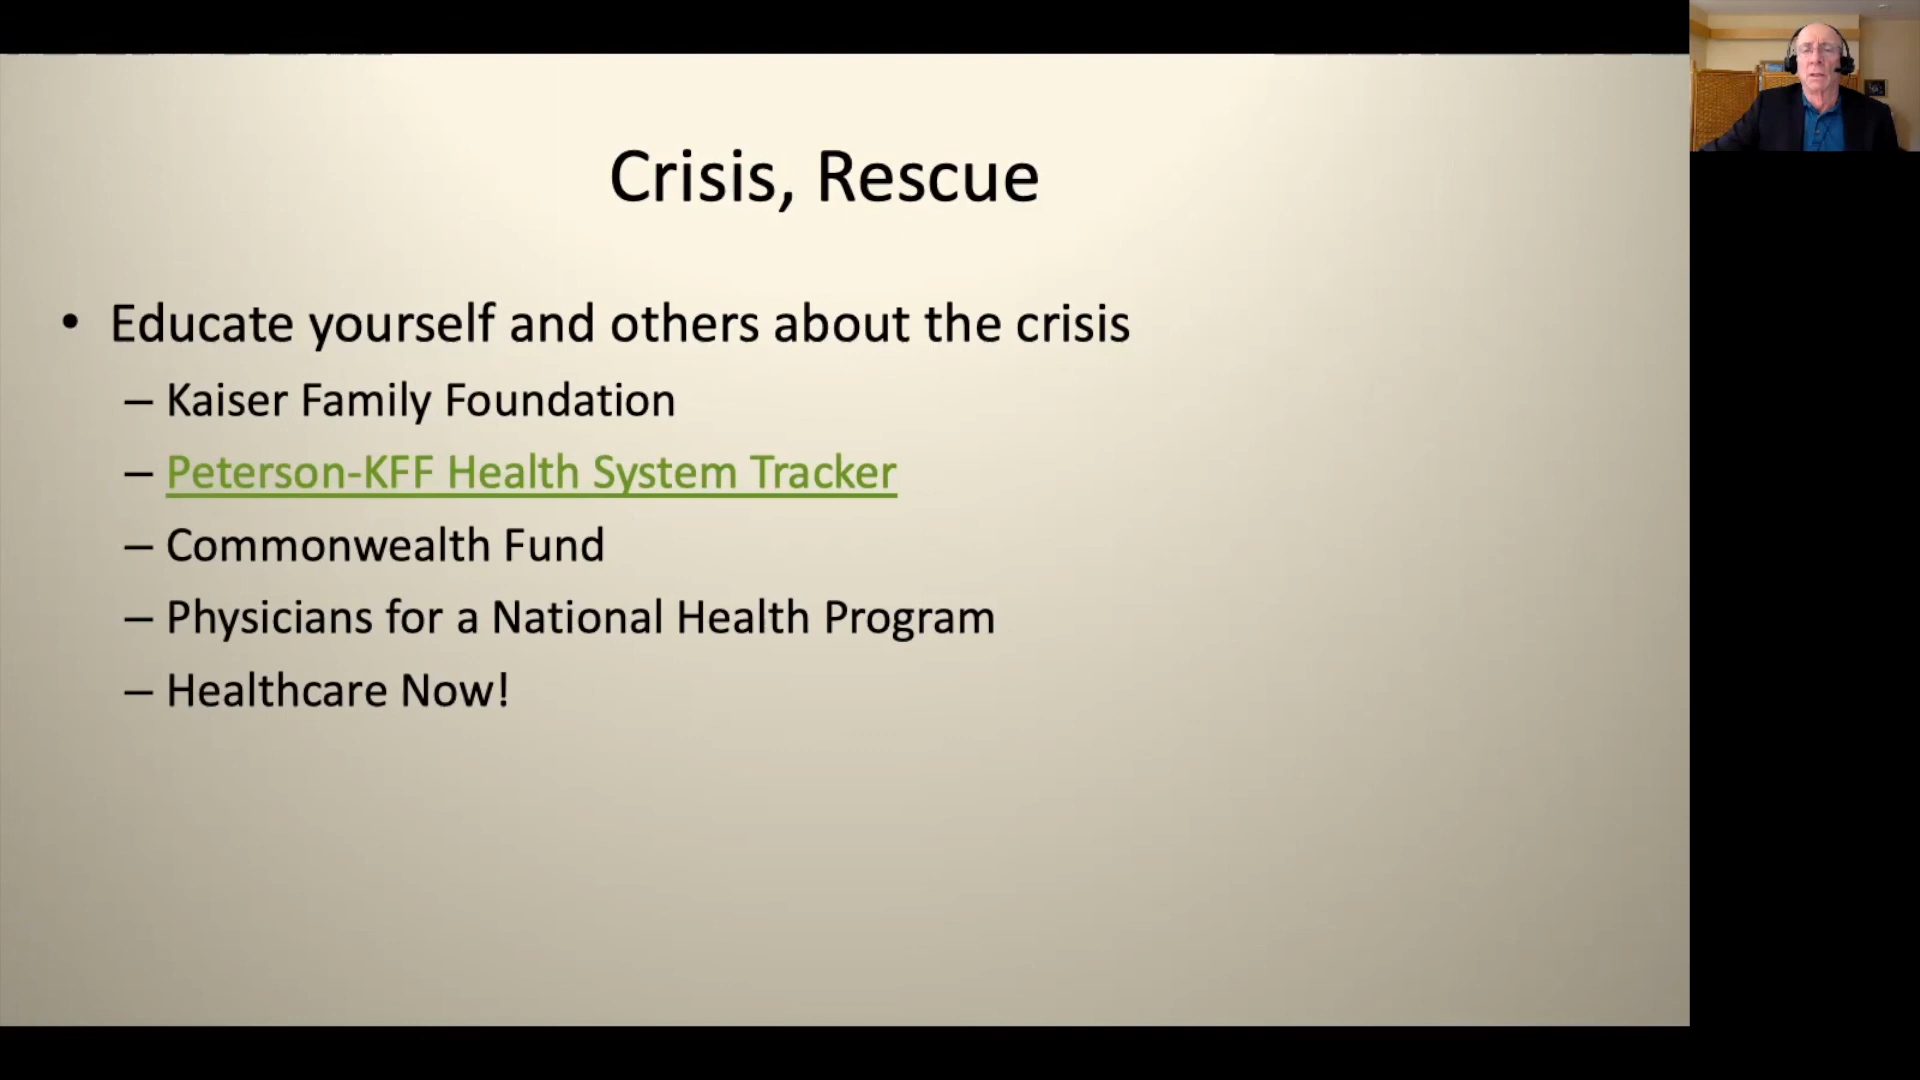 Crisis, Rescue
• Educate yourself and others about the crisis
– Kaiser Family Foundation
– Peterson-KFF Health System Tracker
– Commonwealth Fund
– Physicians for a National Health Program
– Healthcare Now!